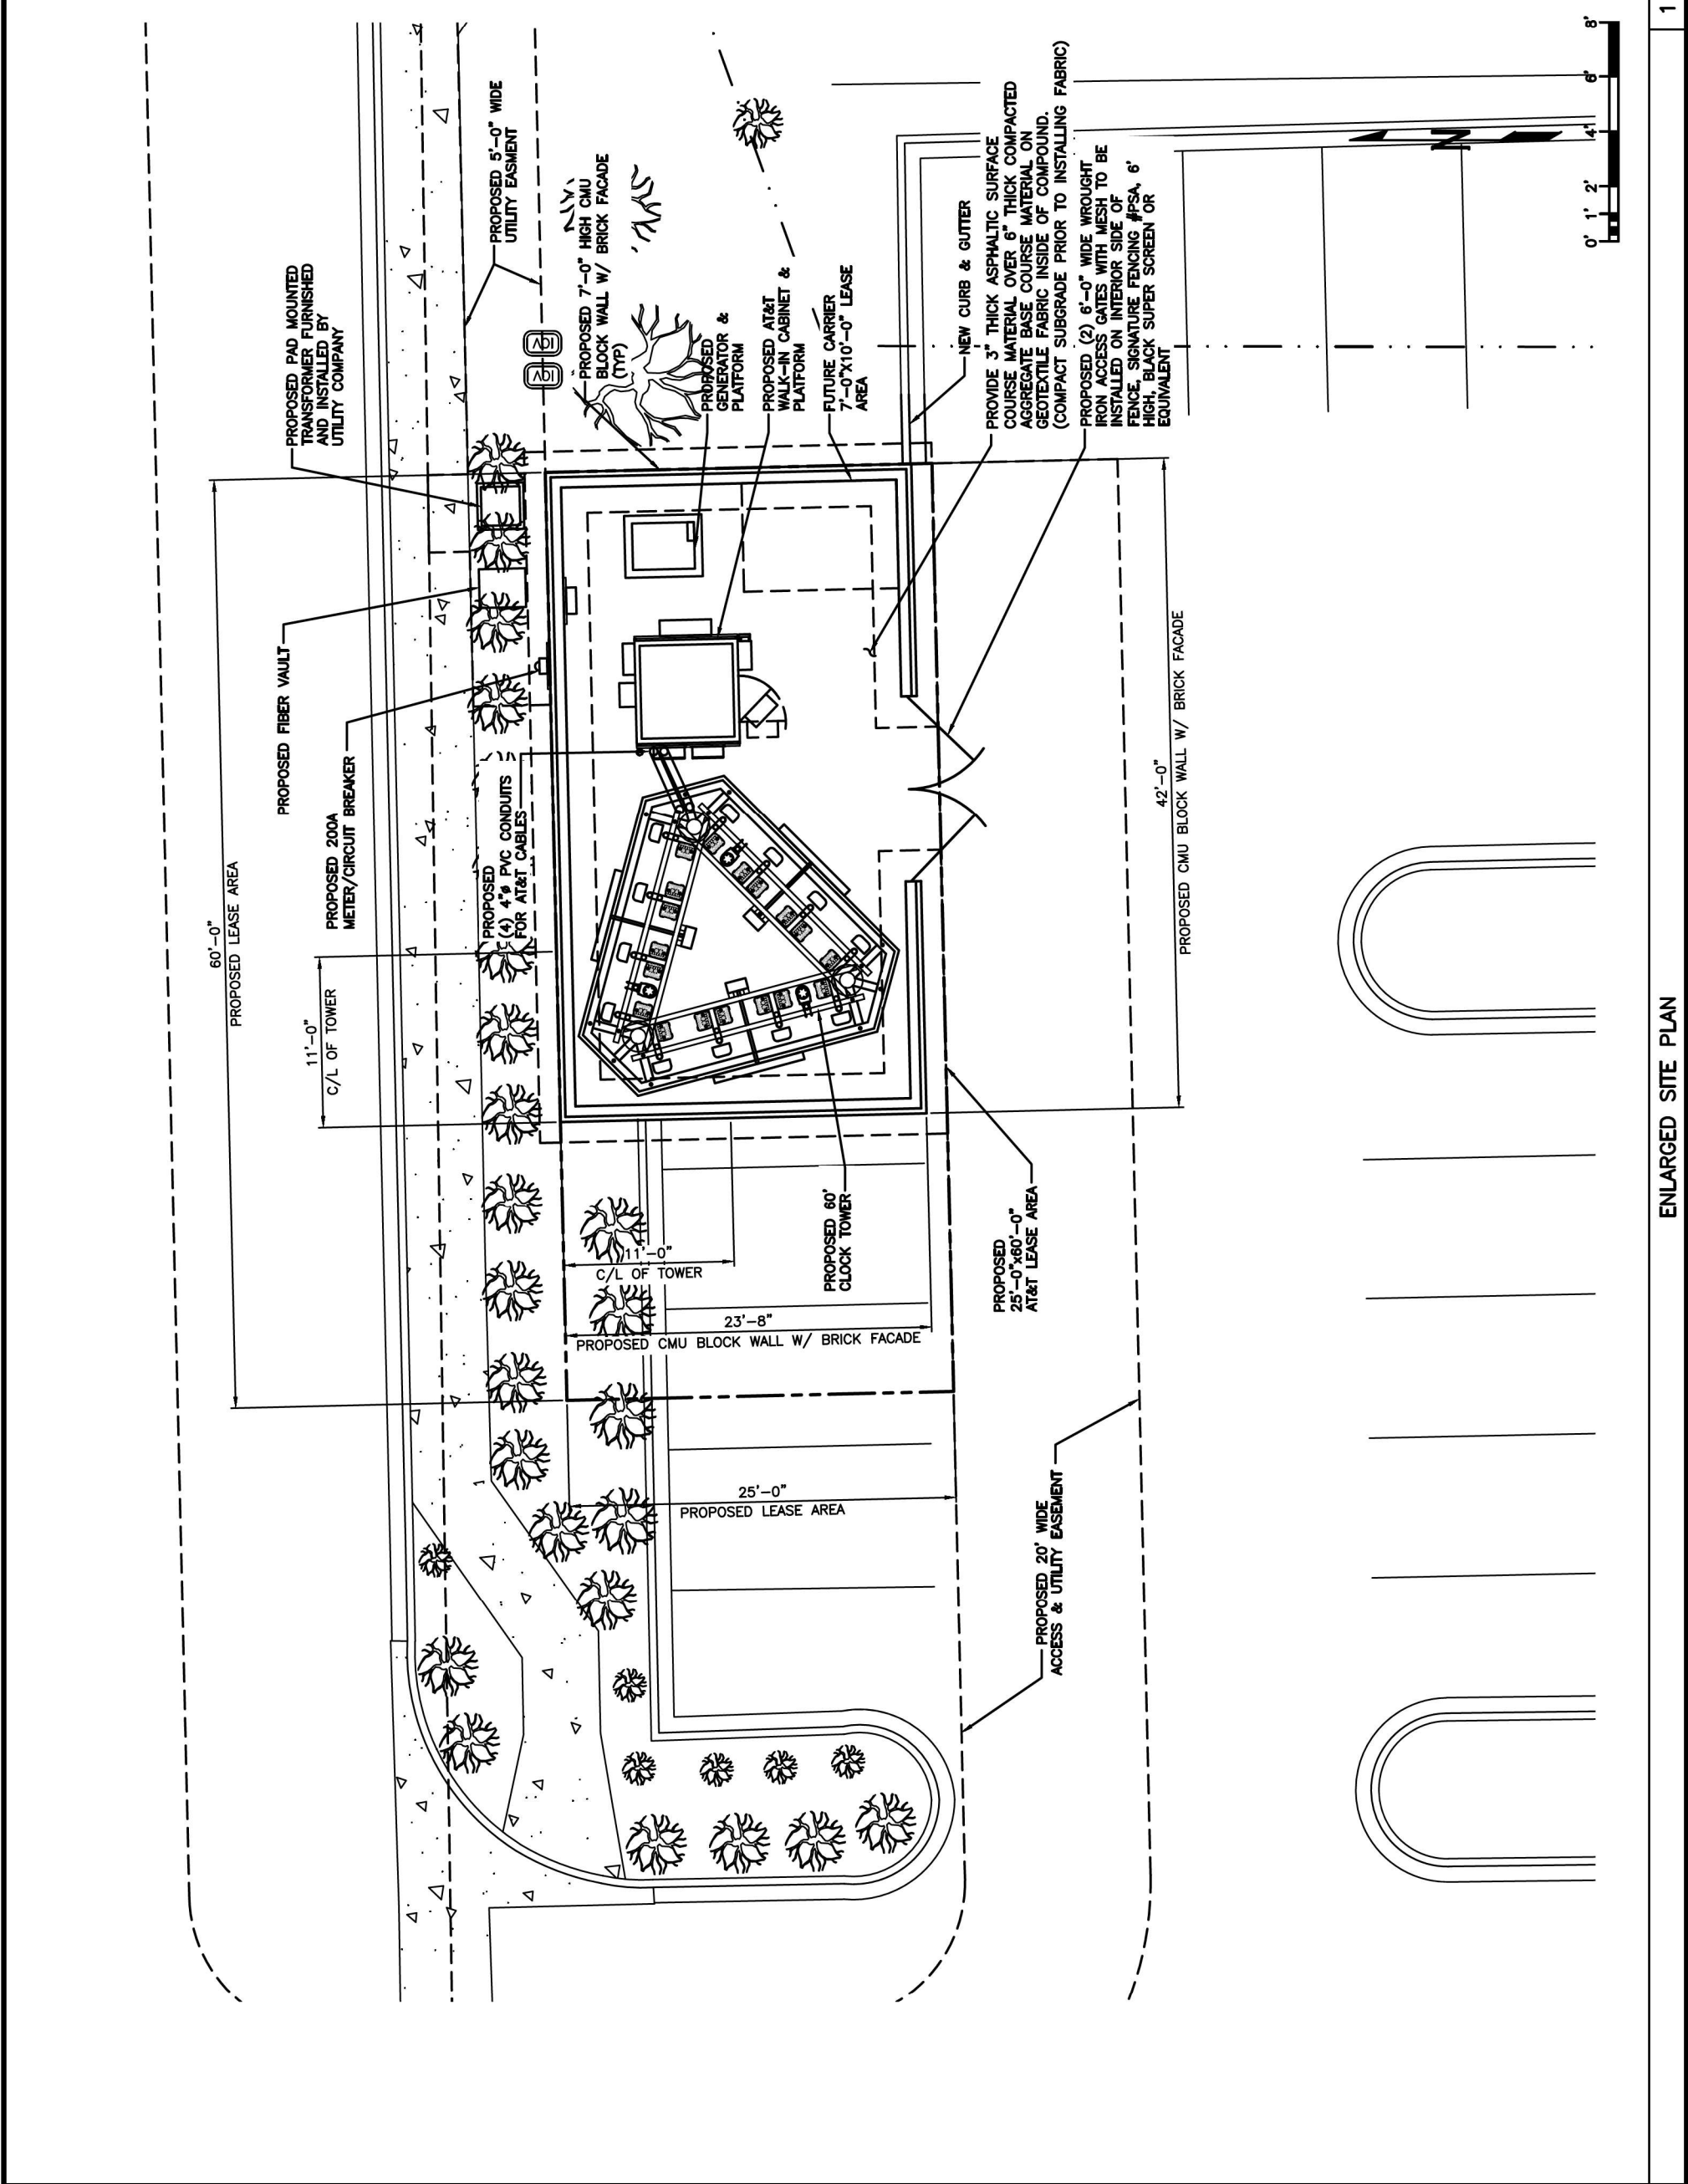 60'-0"
PROPOSED LEASE AREA
11'-0"
C/L OF TOWER
PROPOSED FIBER VAULT
PROPOSED 200A
METER/CIRCUIT BREAKER
PROPOSED PAD MOUNTED
TRANSFORMER FURNISHED
AND INSTALLED BY
UTILITY COMPANY
PROPOSED 5'-0" WIDE
UTILITY EASMENT
PROPOSED
(4) 4"ø PVC CONDUITS
FOR AT&T CABLES
ICV
ICV
PROPOSED 7'-0" HIGH CMU
BLOCK WALL W/ BRICK FACADE
(TYP)
PROPOSED
GENERATOR &
PLATFORM
PROPOSED AT&T
WALK-IN CABINET &
PLATFORM
FUTURE CARRIER
7'-0"X10'-0" LEASE
AREA
NEW CURB & GUTTER
PROVIDE 3" THICK ASPHALTIC SURFACE
COURSE MATERIAL OVER 6" THICK COMPACTED
AGGREGATE BASE COURSE MATERIAL ON
GEOTEXTILE FABRIC INSIDE OF COMPOUND.
(COMPACT SUBGRADE PRIOR TO INSTALLING FABRIC)
PROPOSED (2) 6'-0" WIDE WROUGHT
IRON ACCESS GATES WITH MESH TO BE
INSTALLED ON INTERIOR SIDE OF
FENCE, SIGNATURE FENCING #PSA, 6'
HIGH, BLACK SUPER SCREEN OR
EQUIVALENT
11'-0"
C/L OF TOWER
23'-8"
PROPOSED CMU BLOCK WALL W/ BRICK FACADE
25'-0"
PROPOSED LEASE AREA
PROPOSED 60'
CLOCK TOWER
PROPOSED
25'-0"x60'-0"
AT&T LEASE AREA
42'-0"
PROPOSED CMU BLOCK WALL W/ BRICK FACADE
PROPOSED 20' WIDE
ACCESS & UTILITY EASEMENT
1
N
0' 1' 2' 4' 6' 8'
ENLARGED SITE PLAN
1